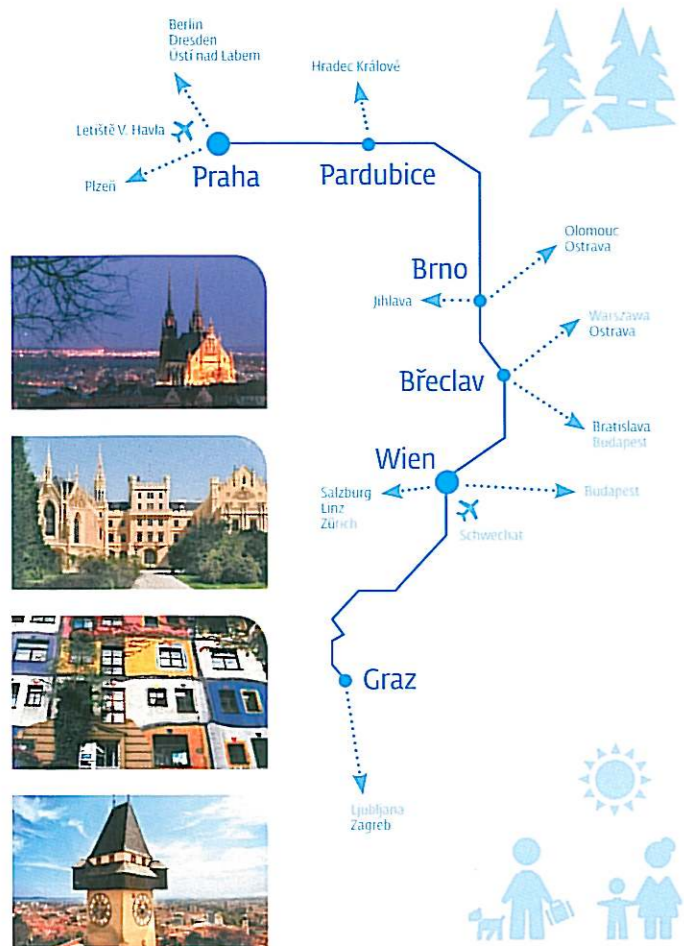 Berlin
Dresden
Ústí nad Labem
Hradec Králové
Letiště V. Havla
Praha
Pardubice
Plzeň
Olomouc
Ostrava
Brno
Jihlava
Warszawa
Ostrava
Břeclav
Bratislava
Budapest
Wien
Salzburg
Linz
Zürich
Budapest
Schwechat
Graz
Ljubljana
Zagreb